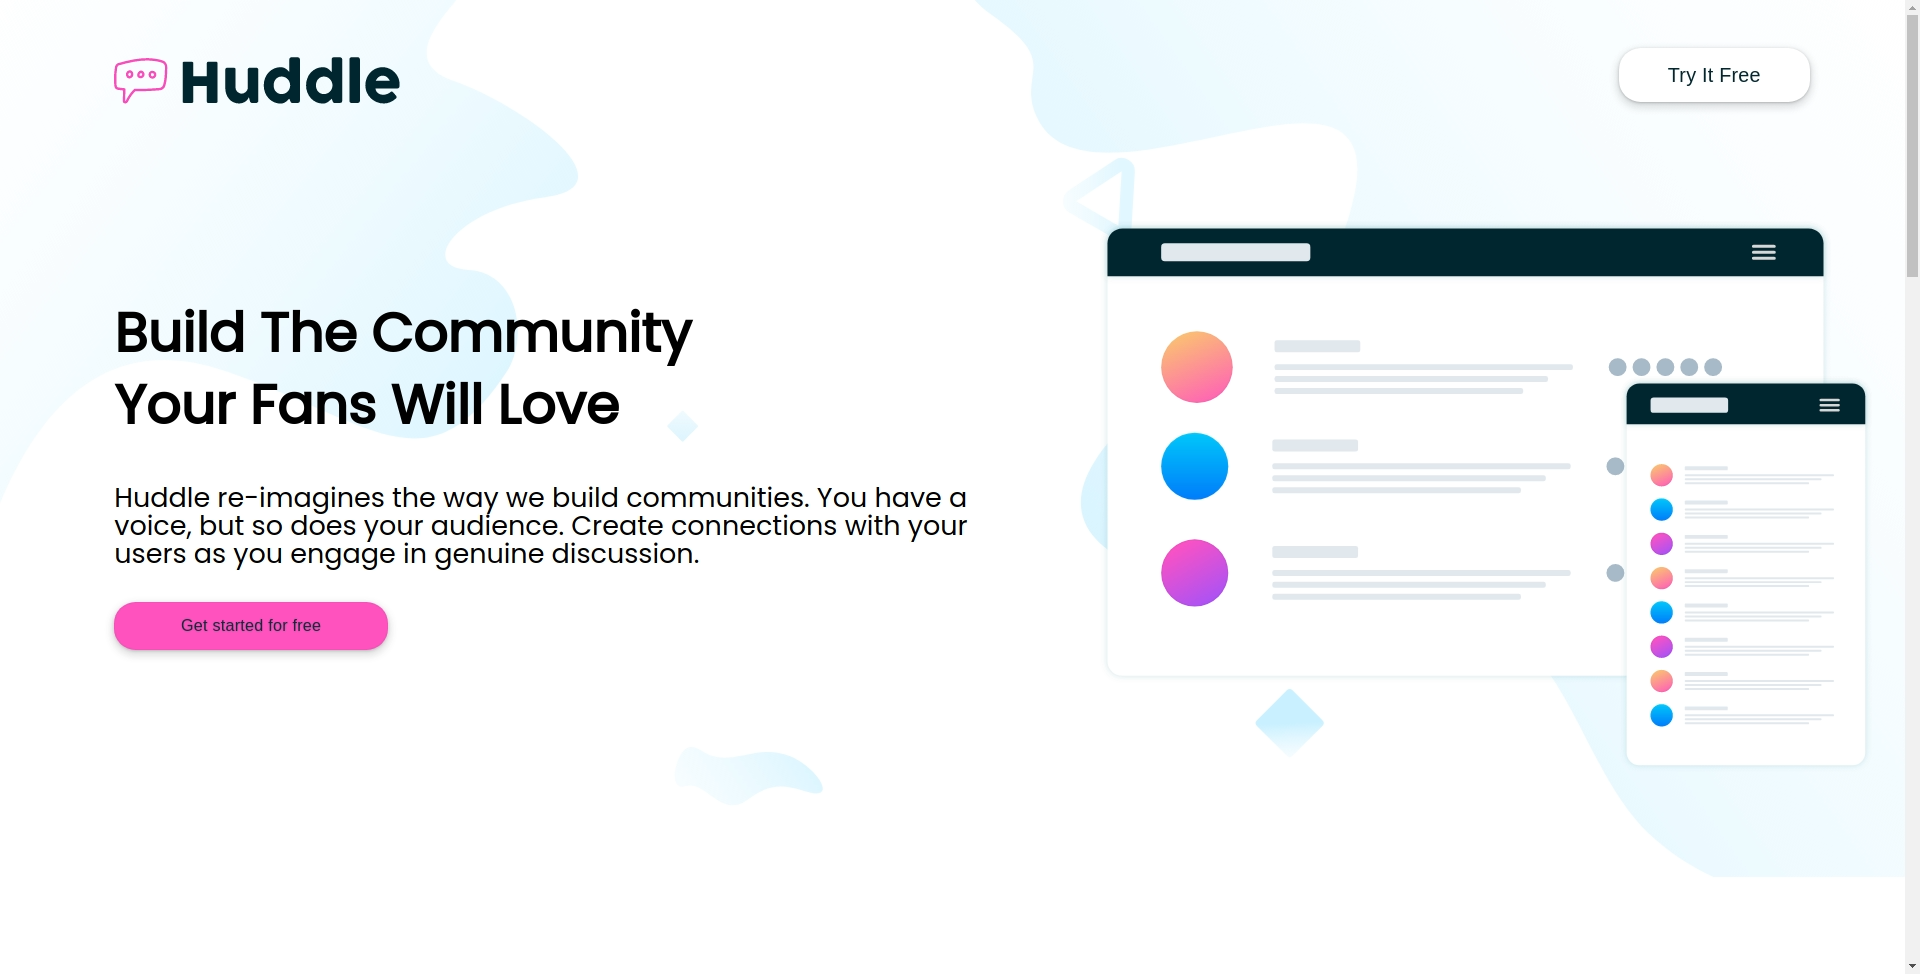 Huddle
Try It Free
Build The Community
Your Fans Will Love
Huddle re-imagines the way we build communities. You have a
voice, but so does your audience. Create connections with your
users as you engage in genuine discussion.
Get started for free